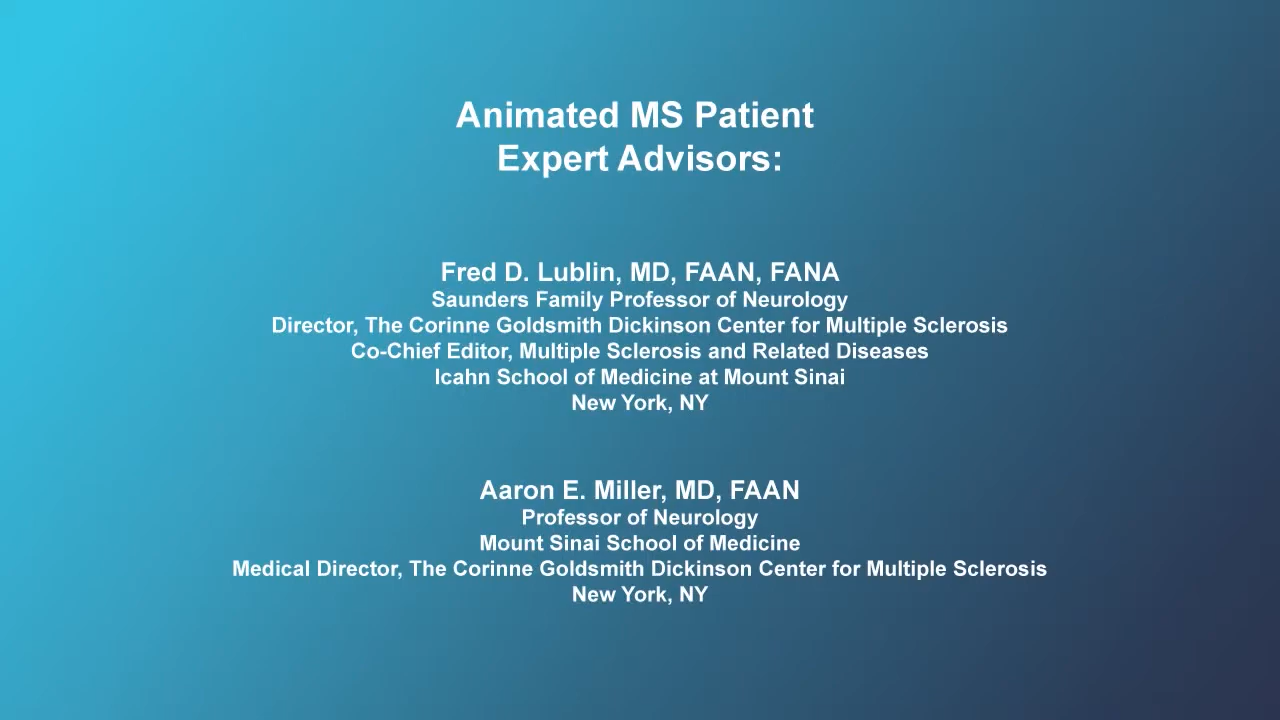 Animated MS Patient
Expert Advisors:
Fred D. Lublin, MD, FAAN, FANA
Saunders Family Professor of Neurology
Director, The Corinne Goldsmith Dickinson Center for Multiple Sclerosis
Co-Chief Editor, Multiple Sclerosis and Related Diseases
Icahn School of Medicine at Mount Sinai
New York, NY
Aaron E. Miller, MD, FAAN
Professor of Neurology
Mount Sinai School of Medicine
Medical Director, The Corinne Goldsmith Dickinson Center for Multiple Sclerosis
New York, NY